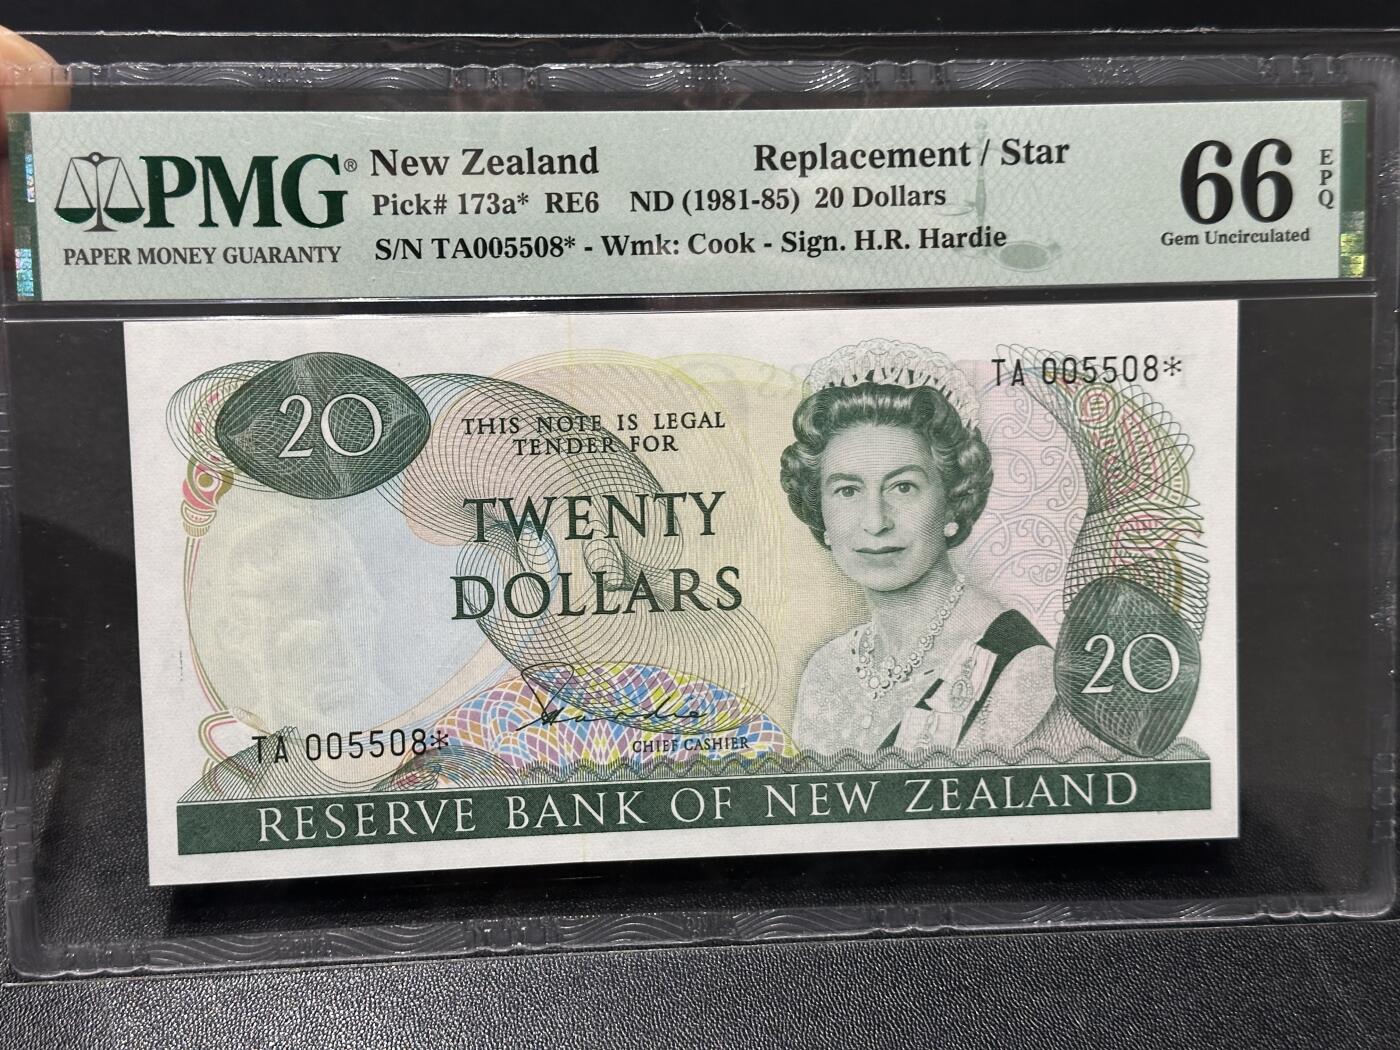 PMG®
PAPER MONEY GUARANTY
New Zealand
Replacement / Star
Pick# 173a* RE6 ND (1981-85) 20 Dollars
S/N TA005508* - Wmk: Cook - Sign. H.R. Hardie
66
EPQ
Gem Uncirculated
TA 005508*
20
THIS NOTE IS LEGAL
TENDER FOR
TWENTY
DOLLARS
20
Hardie
CHIEF CASHIER
TA 005508*
RESERVE BANK OF NEW ZEALAND